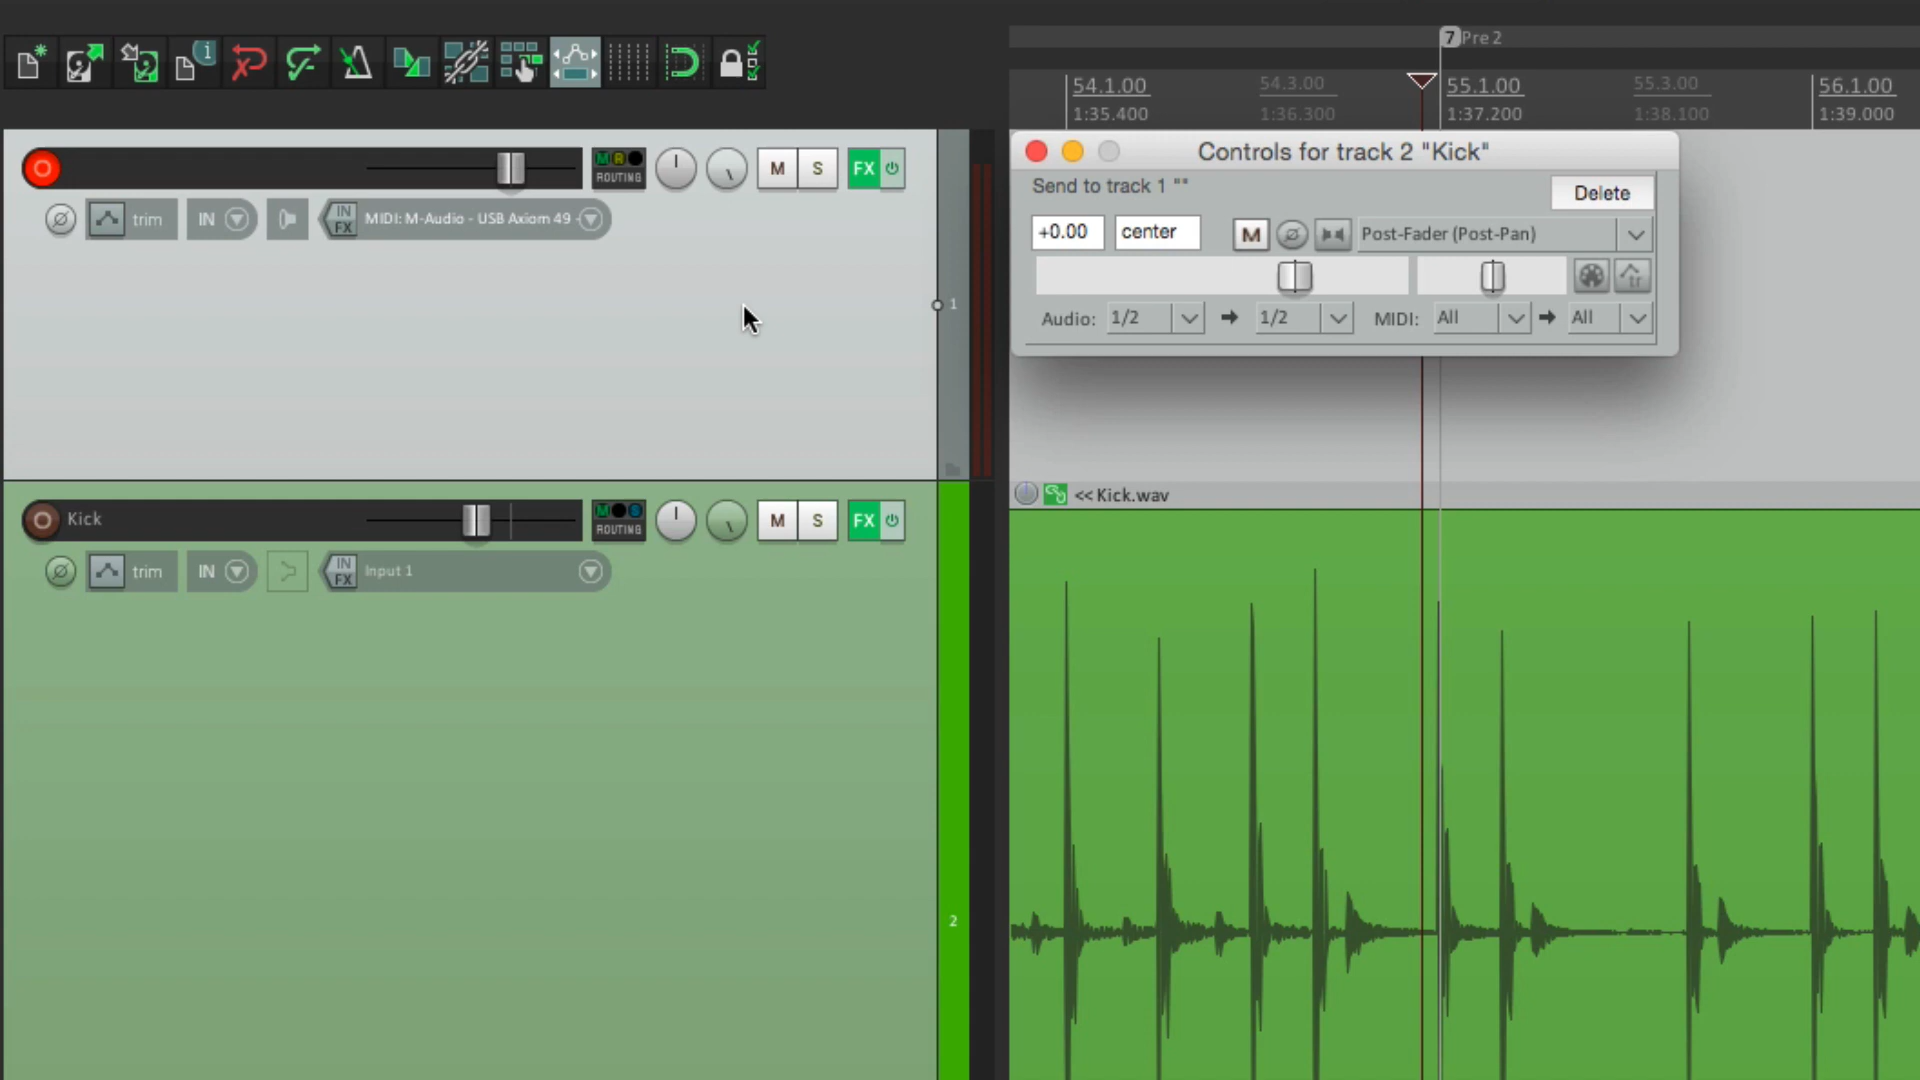 7 Pre 2
54.1.00 54.3.00 55.1.00 55.3.00 56.1.00
1:35.400 1:36.300 1:37.200 1:38.100 1:39.000
Controls for track 2 "Kick"
Send to track 1 ""
Delete
+0.00 center M Post-Fader (Post-Pan)
tr
Audio: 1/2 1/2 MIDI: All All
M R ROUTING M S FX
trim IN IN FX MIDI: M-Audio - USB Axiom 49 -
1
<< Kick.wav
Kick M S ROUTING M S FX
trim IN IN FX Input 1
2